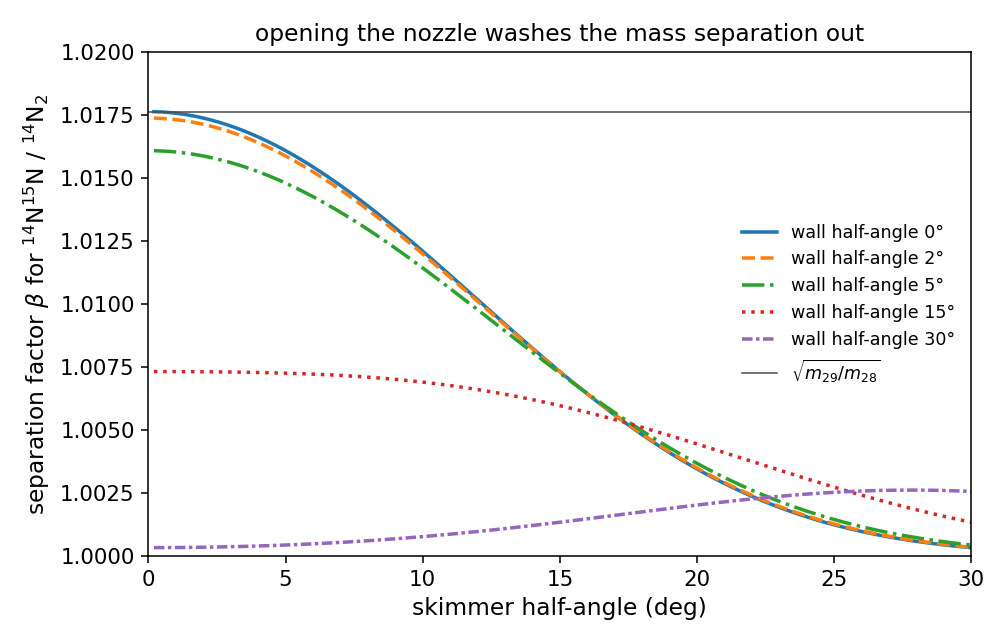 opening the nozzle washes the mass separation out
separation factor β for ¹⁴N¹⁵N / ¹⁴N₂
1.0200
1.0175
1.0150
1.0125
1.0100
1.0075
1.0050
1.0025
1.0000
wall half-angle 0°
wall half-angle 2°
wall half-angle 5°
wall half-angle 15°
wall half-angle 30°
√m₂₉/m₂₈
0 5 10 15 20 25 30
skimmer half-angle (deg)